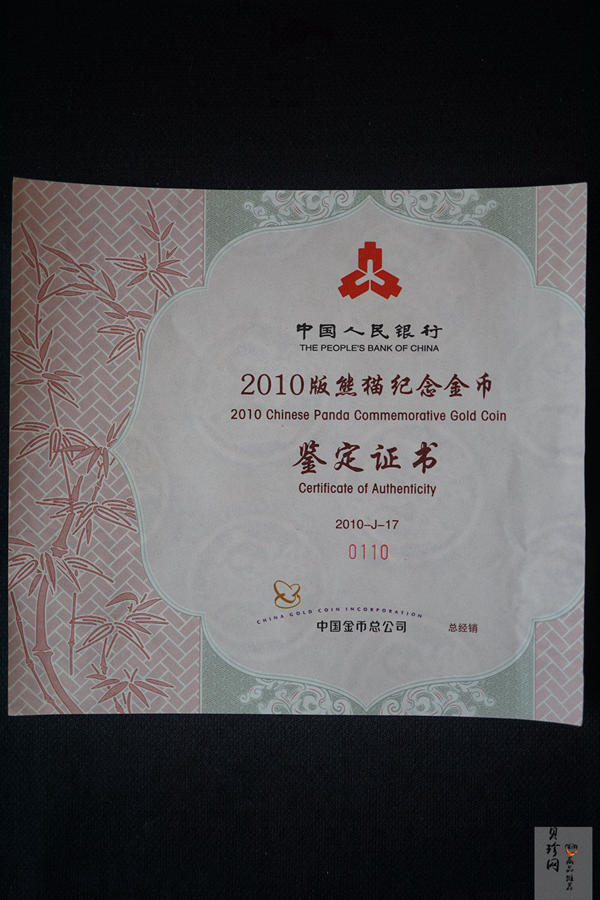 中国人民银行
THE PEOPLE'S BANK OF CHINA
2010版熊猫纪念金币
2010 Chinese Panda Commemorative Gold Coin
鉴定证书
Certificate of Authenticity
2010-J-17
0110
CHINA GOLD COIN INCORPORATION
中国金币总公司 总经销
贝珍网